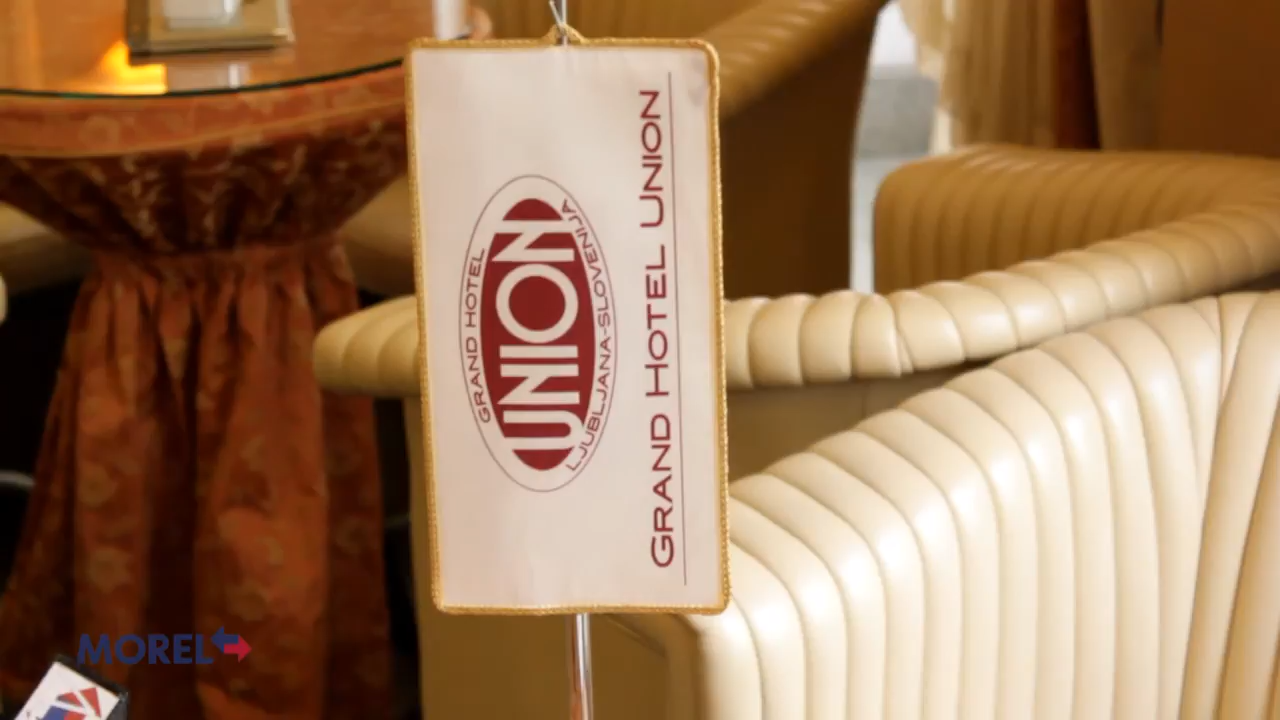 GRAND HOTEL
UNION
LJUBLJANA-SLOVENIJA
GRAND HOTEL UNION
MOREL